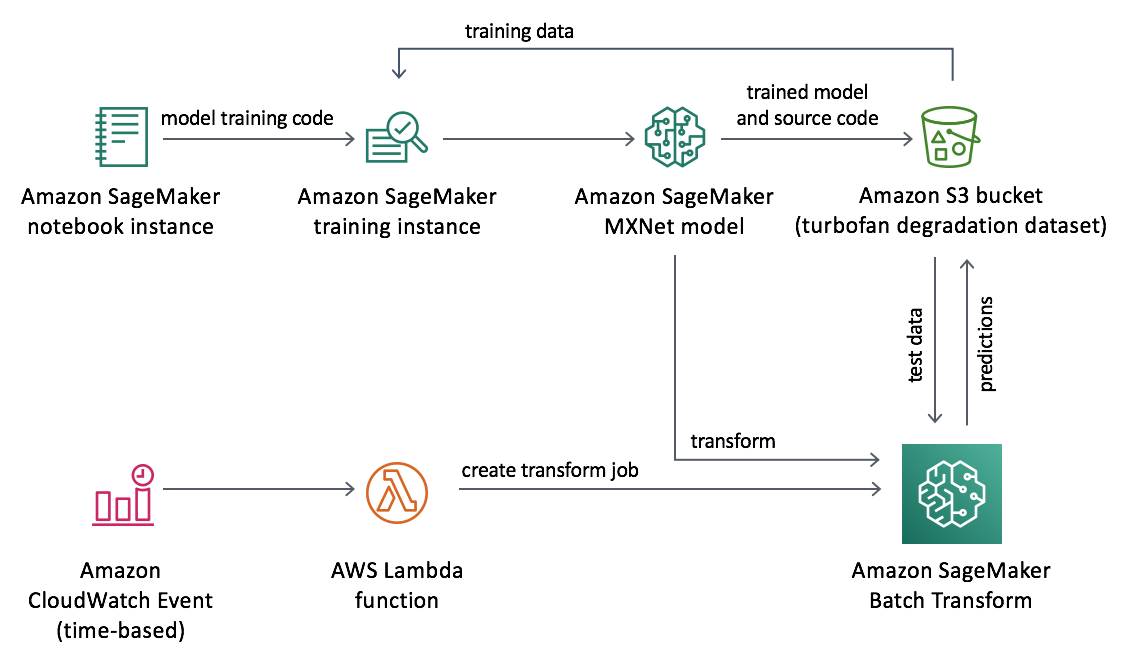 training data
model training code
trained model
and source code
Amazon SageMaker
notebook instance
Amazon SageMaker
training instance
Amazon SageMaker
MXNet model
Amazon S3 bucket
(turbofan degradation dataset)
test data
predictions
transform
create transform job
Amazon
CloudWatch Event
(time-based)
AWS Lambda
function
Amazon SageMaker
Batch Transform